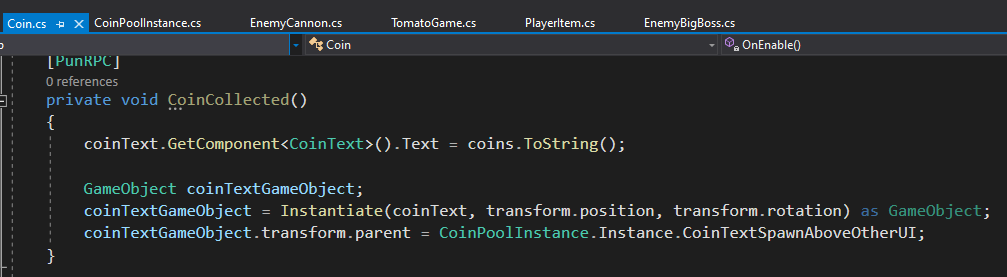 Coin.cs CoinPoolInstance.cs EnemyCannon.cs TomatoGame.cs PlayerItem.cs EnemyBigBoss.cs
Coin OnEnable()
[PunRPC]
0 references
private void CoinCollected()
{
coinText.GetComponent<CoinText>().Text = coins.ToString();
GameObject coinTextGameObject;
coinTextGameObject = Instantiate(coinText, transform.position, transform.rotation) as GameObject;
coinTextGameObject.transform.parent = CoinPoolInstance.Instance.CoinTextSpawnAboveOtherUI;
}